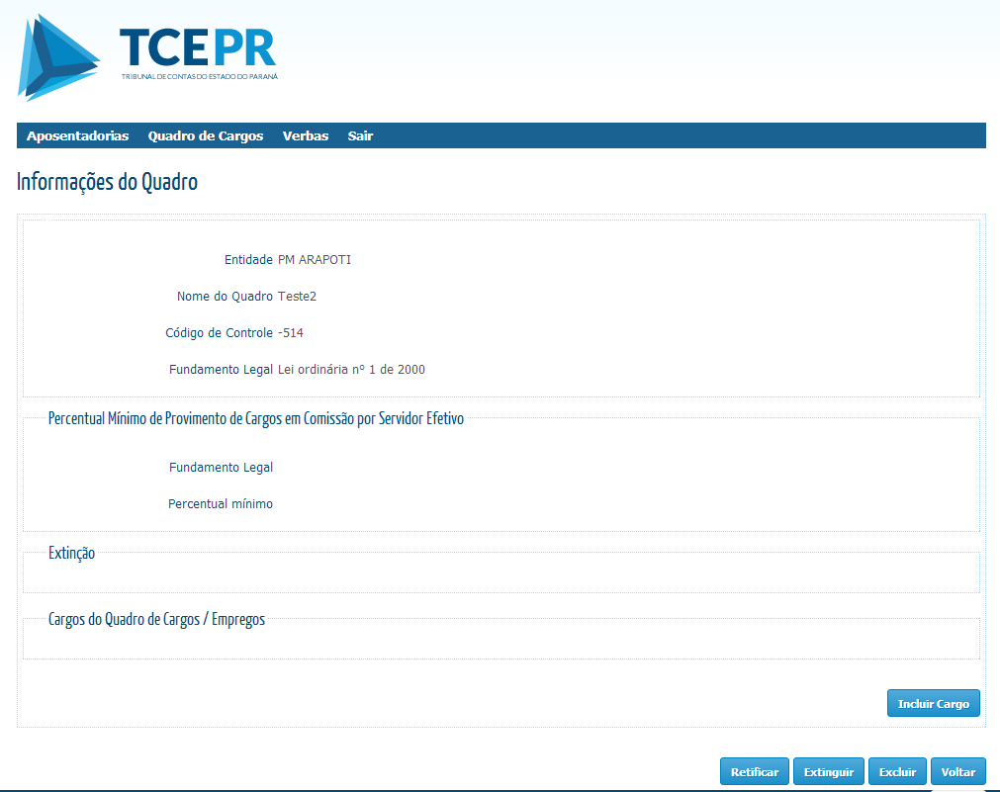 TCEPR
TRIBUNAL DE CONTAS DO ESTADO DO PARANÁ
Aposentadorias Quadro de Cargos Verbas Sair
Informações do Quadro
Entidade PM ARAPOTI
Nome do Quadro Teste2
Código de Controle -514
Fundamento Legal Lei ordinária nº 1 de 2000
Percentual Mínimo de Provimento de Cargos em Comissão por Servidor Efetivo
Fundamento Legal
Percentual mínimo
Extinção
Cargos do Quadro de Cargos / Empregos
Incluir Cargo
Retificar Extinguir Excluir Voltar